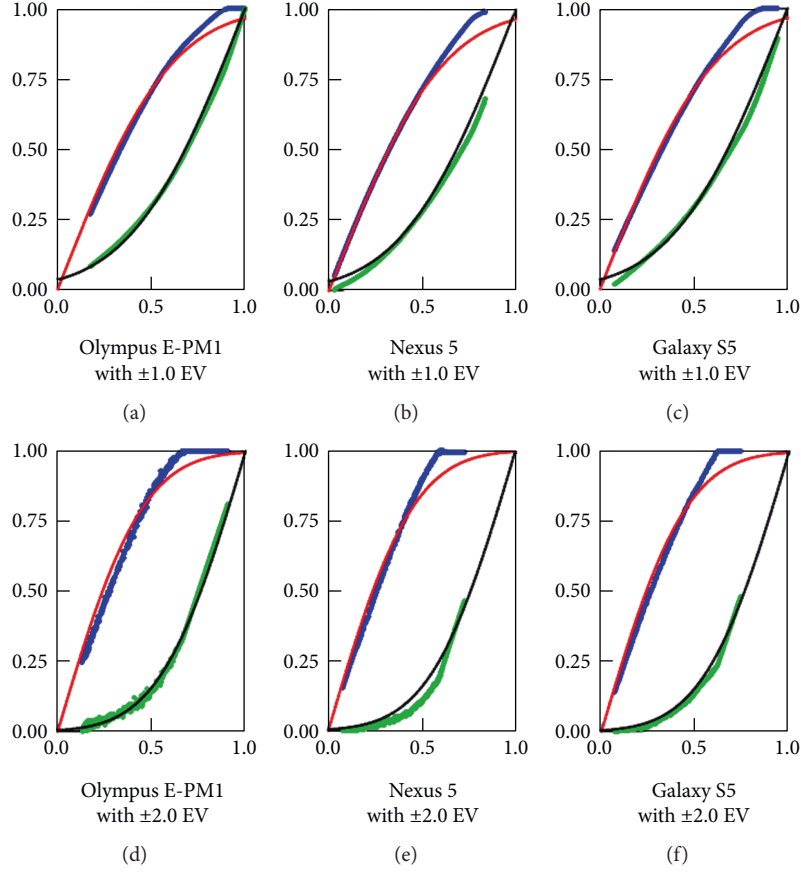 1.00 1.00 1.00
0.75 0.75 0.75
0.50 0.50 0.50
0.25 0.25 0.25
0.00 0.00 0.00
0.0 0.5 1.0 0.0 0.5 1.0 0.0 0.5 1.0
Olympus E-PM1 Nexus 5 Galaxy S5
with ±1.0 EV with ±1.0 EV with ±1.0 EV
(a) (b) (c)
1.00 1.00 1.00
0.75 0.75 0.75
0.50 0.50 0.50
0.25 0.25 0.25
0.00 0.00 0.00
0.0 0.5 1.0 0.0 0.5 1.0 0.0 0.5 1.0
Olympus E-PM1 Nexus 5 Galaxy S5
with ±2.0 EV with ±2.0 EV with ±2.0 EV
(d) (e) (f)